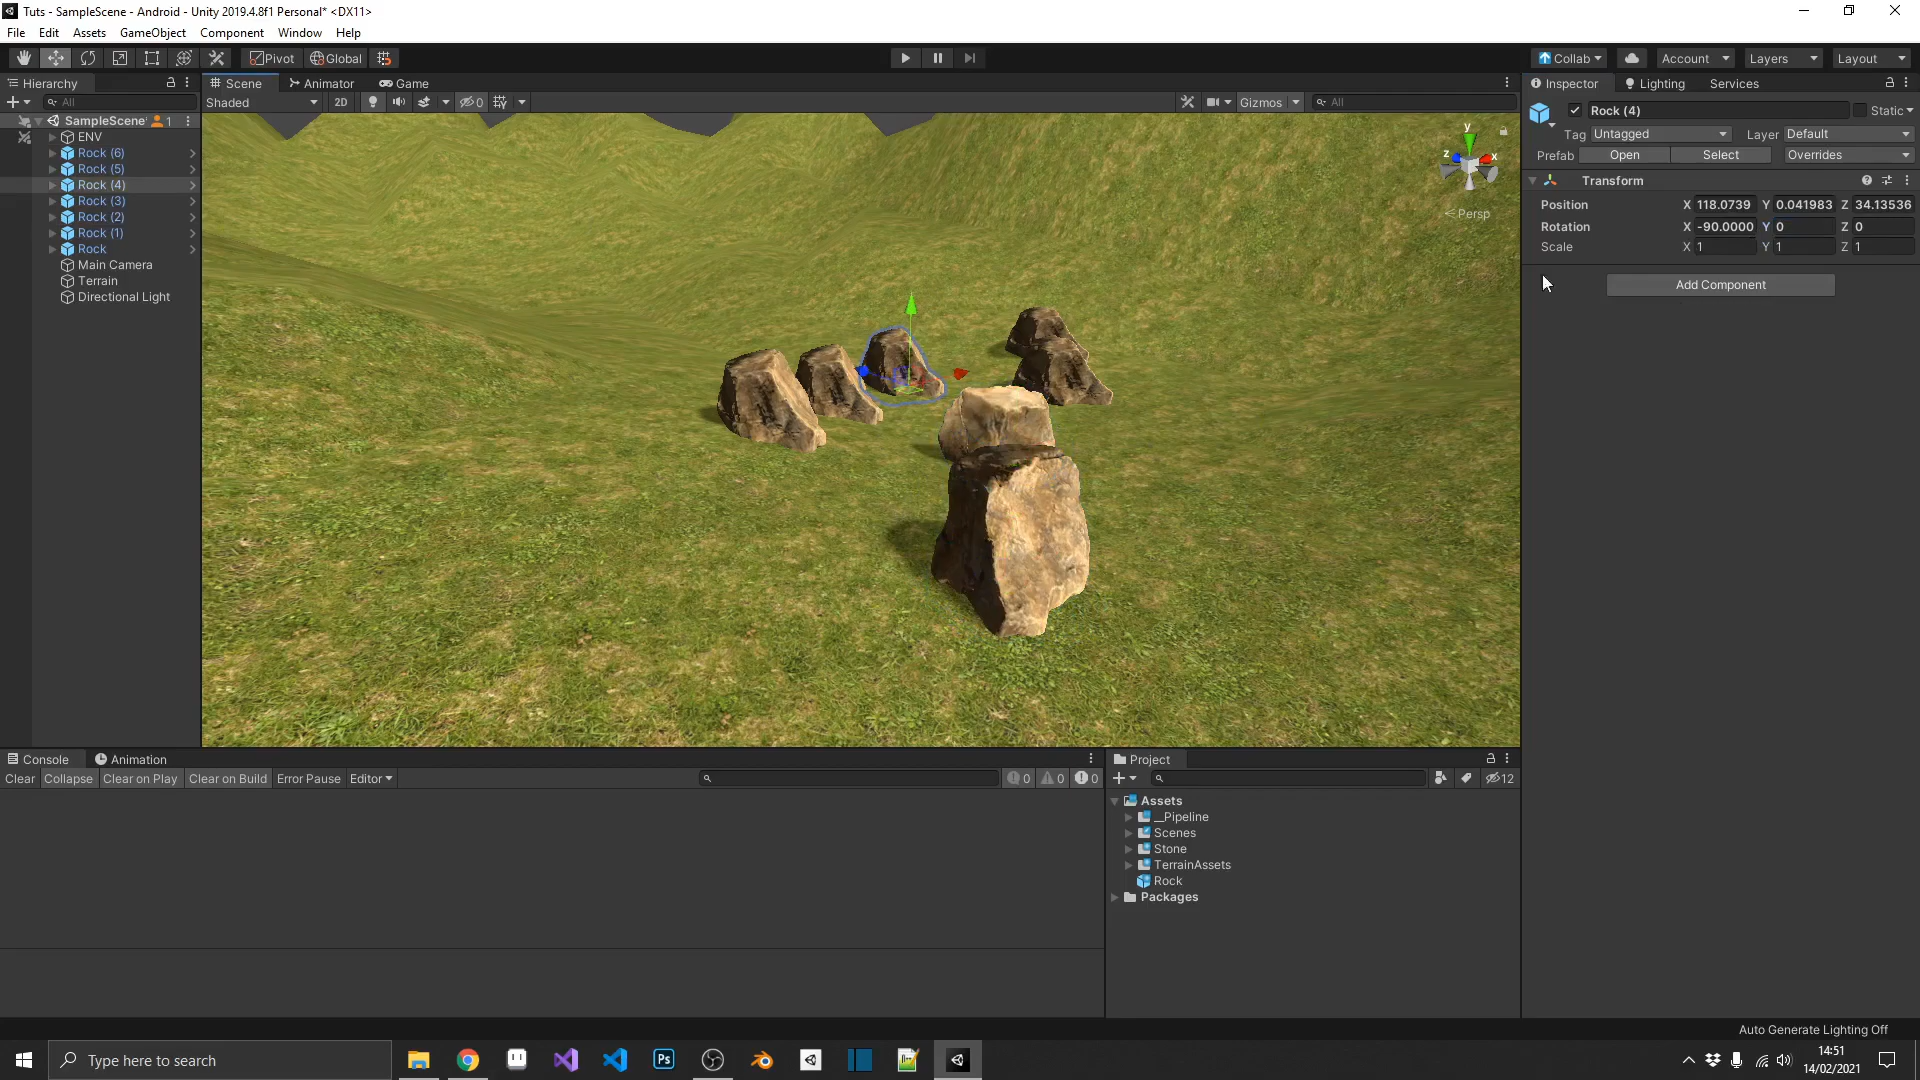 Tuts - SampleScene - Android - Unity 2019.4.8f1 Personal* <DX11>
File Edit Assets GameObject Component Window Help
Pivot Global Collab Account Layers Layout
Hierarchy Scene Animator Game Inspector Lighting Services
All Shaded 2D 0 Gizmos All
SampleScene* 1
ENV
Rock (6)
Rock (5)
Rock (4)
Rock (3)
Rock (2)
Rock (1)
Rock
Main Camera
Terrain
Directional Light
y
z x
Persp
Rock (4) Static
Tag Untagged Layer Default
Prefab Open Select Overrides
Transform
Position X 118.0739 Y 0.041983 Z 34.13536
Rotation X -90.0000 Y 0 Z 0
Scale X 1 Y 1 Z 1
Add Component
Console Animation
Clear Collapse Clear on Play Clear on Build Error Pause Editor 0 0 0
Project
12
Assets
__Pipeline
Scenes
Stone
TerrainAssets
Rock
Packages
Auto Generate Lighting Off
Type here to search
Ps
14:51
14/02/2021